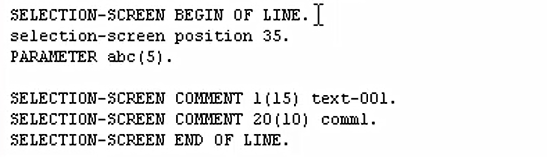 SELECTION-SCREEN BEGIN OF LINE.
selection-screen position 35.
PARAMETER abc(5).
SELECTION-SCREEN COMMENT 1(15) text-001.
SELECTION-SCREEN COMMENT 20(10) comm1.
SELECTION-SCREEN END OF LINE.